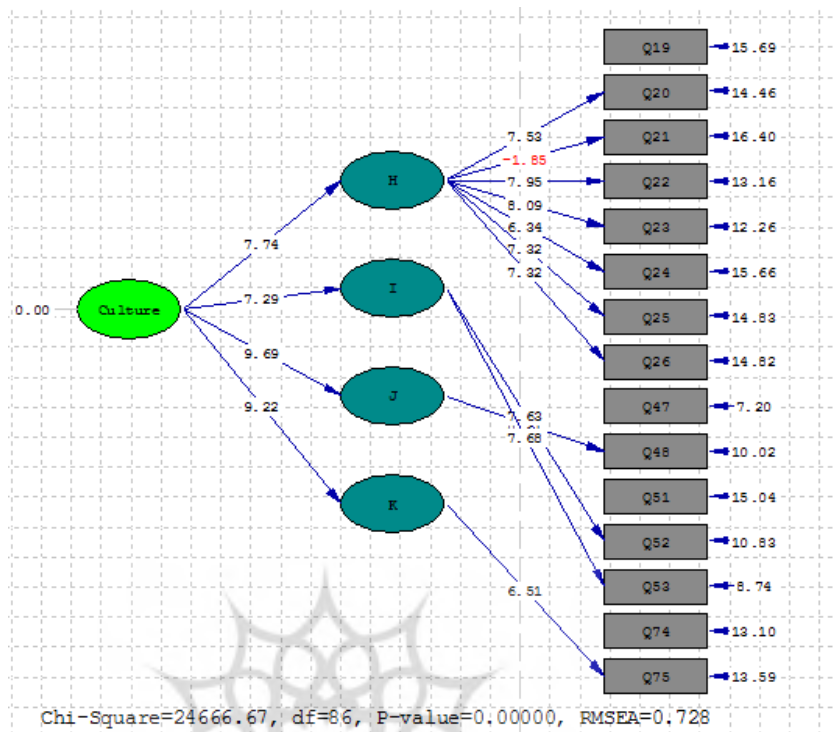 Q19
15.69
Q20
14.46
7.53
Q21
16.40
-1.85
H
7.95
Q22
13.16
8.09
Q23
12.26
6.34
7.74
7.32
Q24
15.66
7.32
I
7.29
0.00
Culture
Q25
14.83
9.69
Q26
14.82
J
9.22
Q47
7.20
7.63
7.68
Q48
10.02
K
Q51
15.04
Q52
10.83
6.51
Q53
8.74
Q74
13.10
Q75
13.59
Chi-Square=24666.67, df=86, P-value=0.00000, RMSEA=0.728